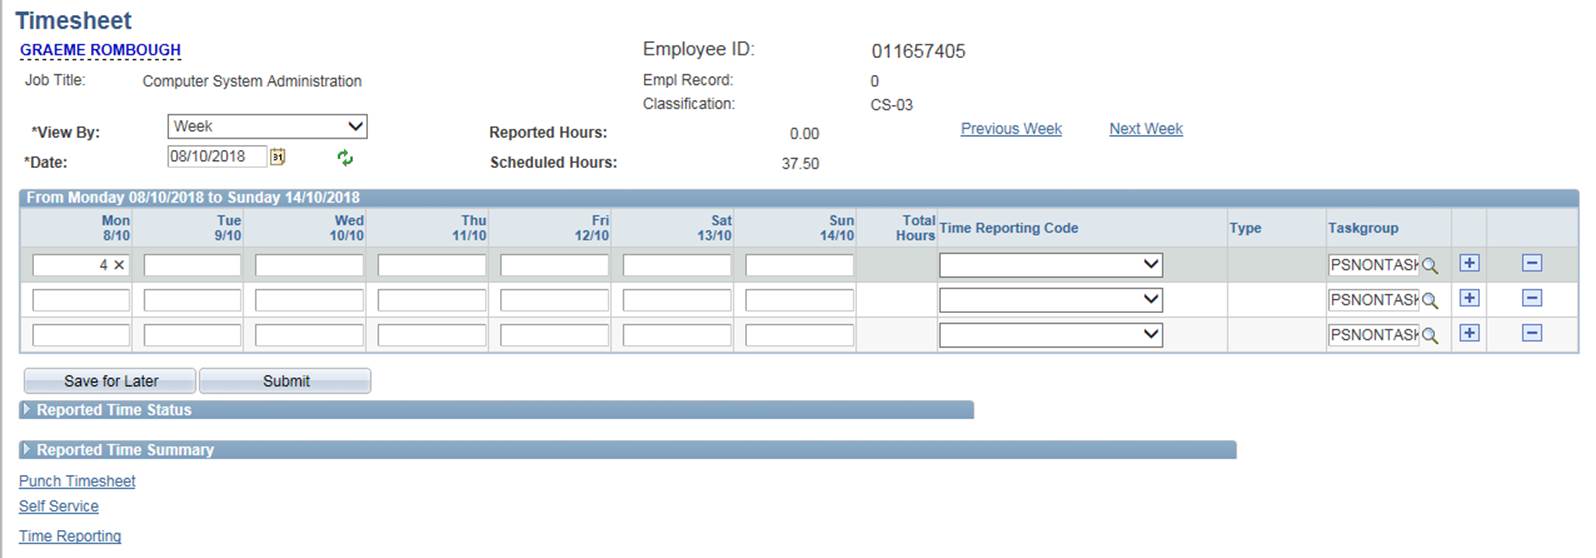 Timesheet
GRAEME ROMBOUGH
Employee ID: 011657405
Job Title: Computer System Administration
Empl Record: 0
Classification: CS-03
*View By: Week
Reported Hours: 0.00
Previous Week Next Week
*Date: 08/10/2018 31
Scheduled Hours: 37.50
From Monday 08/10/2018 to Sunday 14/10/2018
Mon 8/10 Tue 9/10 Wed 10/10 Thu 11/10 Fri 12/10 Sat 13/10 Sun 14/10 Total Hours Time Reporting Code Type Taskgroup
4 × PSNONTASK + −
PSNONTASK + −
PSNONTASK + −
Save for Later Submit
Reported Time Status
Reported Time Summary
Punch Timesheet
Self Service
Time Reporting